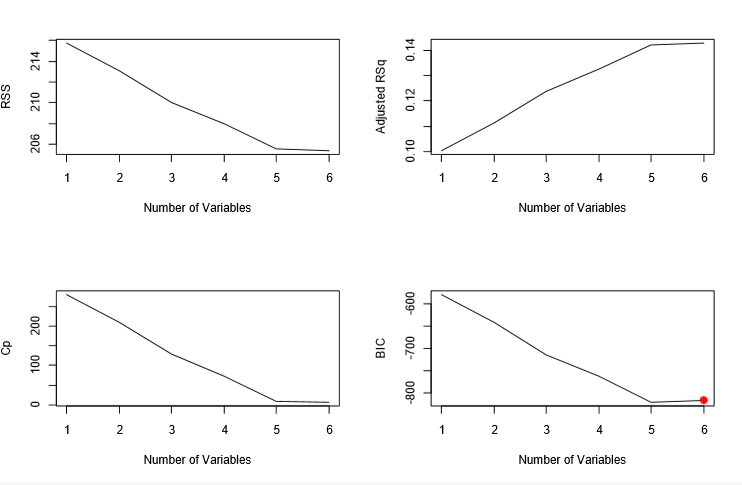 RSS
214
210
206
1 2 3 4 5 6
Number of Variables
Adjusted RSq
0.14
0.12
0.10
1 2 3 4 5 6
Number of Variables
Cp
200
100
0
1 2 3 4 5 6
Number of Variables
BIC
-600
-700
-800
1 2 3 4 5 6
Number of Variables